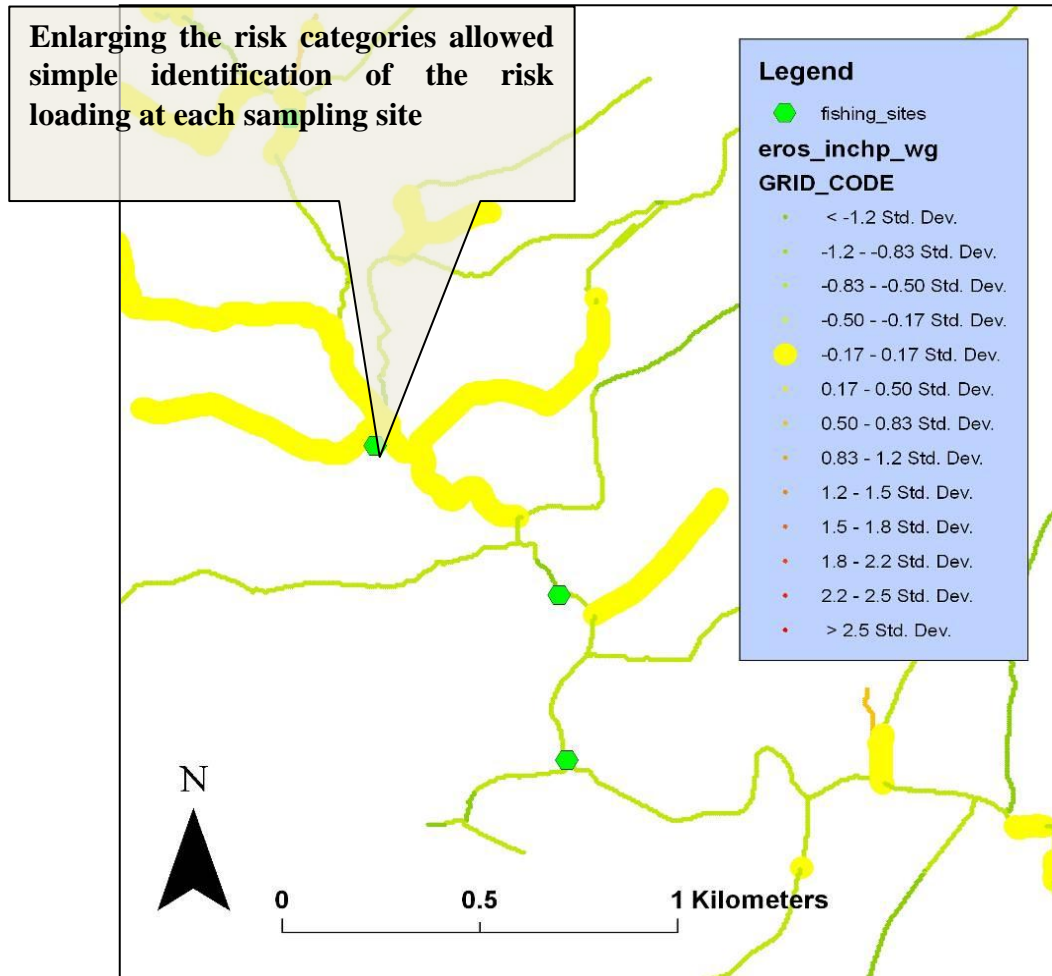 Enlarging the risk categories allowed
simple identification of the risk
loading at each sampling site
Legend
fishing_sites
eros_inchp_wg
GRID_CODE
< -1.2 Std. Dev.
-1.2 - -0.83 Std. Dev.
-0.83 - -0.50 Std. Dev.
-0.50 - -0.17 Std. Dev.
-0.17 - 0.17 Std. Dev.
0.17 - 0.50 Std. Dev.
0.50 - 0.83 Std. Dev.
0.83 - 1.2 Std. Dev.
1.2 - 1.5 Std. Dev.
1.5 - 1.8 Std. Dev.
1.8 - 2.2 Std. Dev.
2.2 - 2.5 Std. Dev.
> 2.5 Std. Dev.
N
0 0.5 1 Kilometers